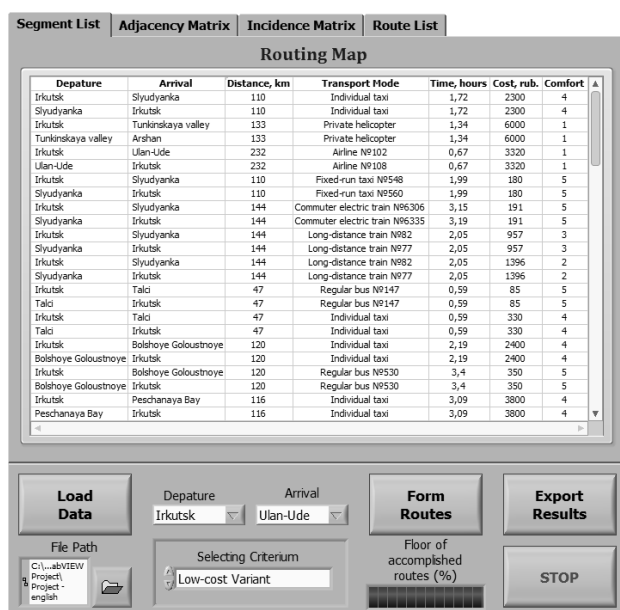 Segment List Adjacency Matrix Incidence Matrix Route List
Routing Map
Depature Arrival Distance, km Transport Mode Time, hours Cost, rub. Comfort
Irkutsk Slyudyanka 110 Individual taxi 1,72 2300 4
Slyudyanka Irkutsk 110 Individual taxi 1,72 2300 4
Irkutsk Tunkinskaya valley 133 Private helicopter 1,34 6000 1
Tunkinskaya valley Arshan 133 Private helicopter 1,34 6000 1
Irkutsk Ulan-Ude 232 Airline №102 0,67 3320 1
Ulan-Ude Irkutsk 232 Airline №108 0,67 3320 1
Irkutsk Slyudyanka 110 Fixed-run taxi №548 1,99 180 5
Slyudyanka Irkutsk 110 Fixed-run taxi №560 1,99 180 5
Irkutsk Slyudyanka 144 Commuter electric train №6306 3,15 191 5
Slyudyanka Irkutsk 144 Commuter electric train №6335 3,19 191 5
Irkutsk Slyudyanka 144 Long-distance train №82 2,05 957 3
Slyudyanka Irkutsk 144 Long-distance train №77 2,05 957 3
Irkutsk Slyudyanka 144 Long-distance train №82 2,05 1396 2
Slyudyanka Irkutsk 144 Long-distance train №77 2,05 1396 2
Irkutsk Talci 47 Regular bus №147 0,59 85 5
Talci Irkutsk 47 Regular bus №147 0,59 85 5
Irkutsk Talci 47 Individual taxi 0,59 330 4
Talci Irkutsk 47 Individual taxi 0,59 330 4
Irkutsk Bolshoye Goloustnoye 120 Individual taxi 2,19 2400 4
Bolshoye Goloustnoye Irkutsk 120 Individual taxi 2,19 2400 4
Irkutsk Bolshoye Goloustnoye 120 Regular bus №530 3,4 350 5
Bolshoye Goloustnoye Irkutsk 120 Regular bus №530 3,4 350 5
Irkutsk Peschanaya Bay 116 Individual taxi 3,09 3800 4
Peschanaya Bay Irkutsk 116 Individual taxi 3,09 3800 4
Load
Data
Depature
Irkutsk
Arrival
Ulan-Ude
Form
Routes
Export
Results
File Path
C:\...abVIEW
Project\
Project -
english
Selecting Criterium
Low-cost Variant
Floor of
accomplished
routes (%)
STOP